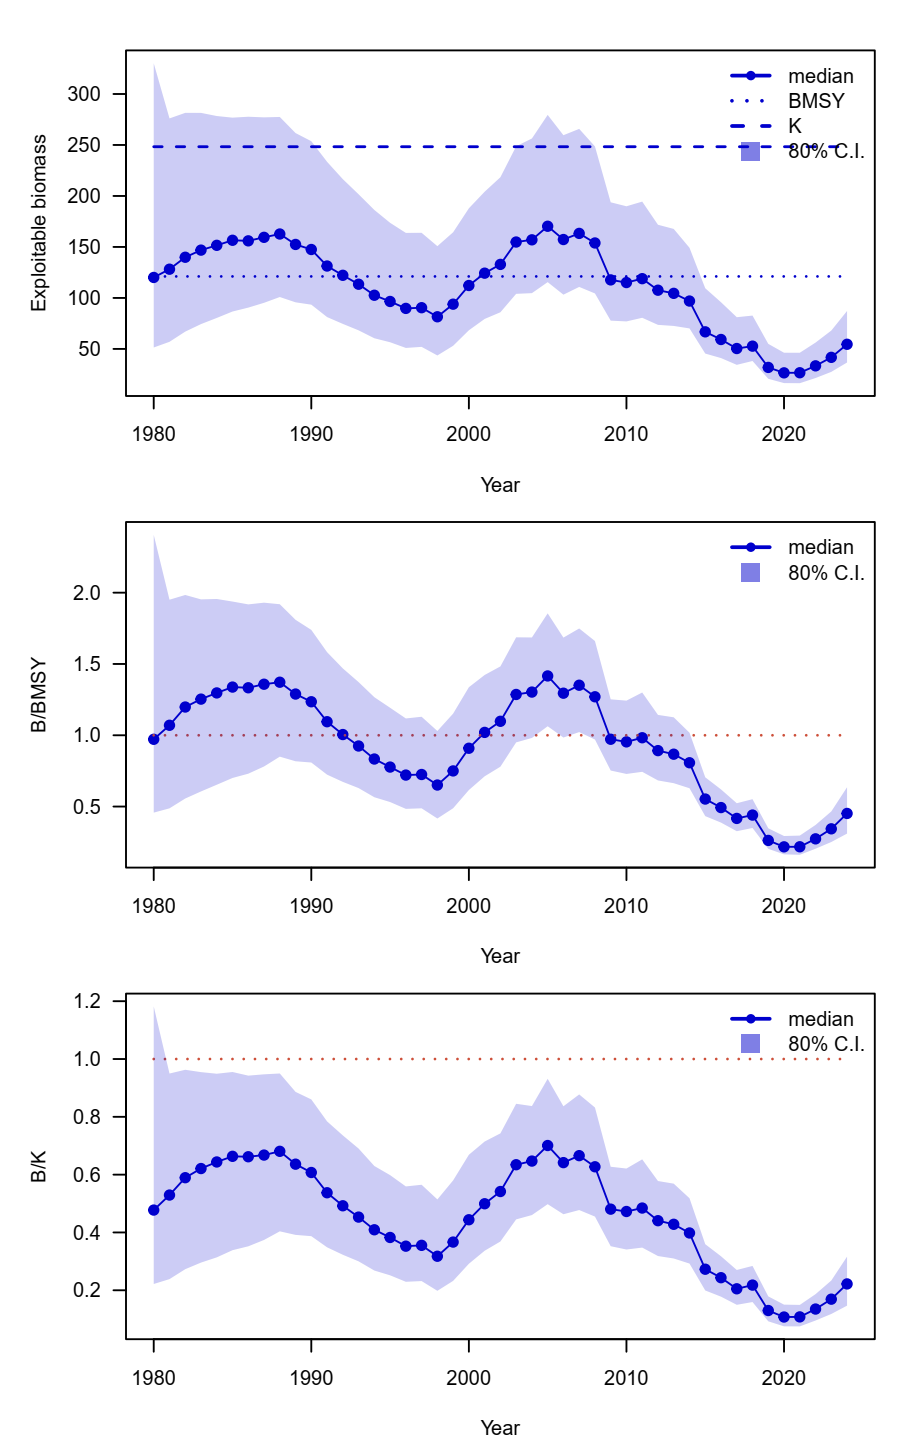 Exploitable biomass
300
250
200
150
100
50
median
BMSY
K
80% C.I.
1980 1990 2000 2010 2020
Year
B/BMSY
2.0
1.5
1.0
0.5
median
80% C.I.
1980 1990 2000 2010 2020
Year
B/K
1.2
1.0
0.8
0.6
0.4
0.2
median
80% C.I.
1980 1990 2000 2010 2020
Year